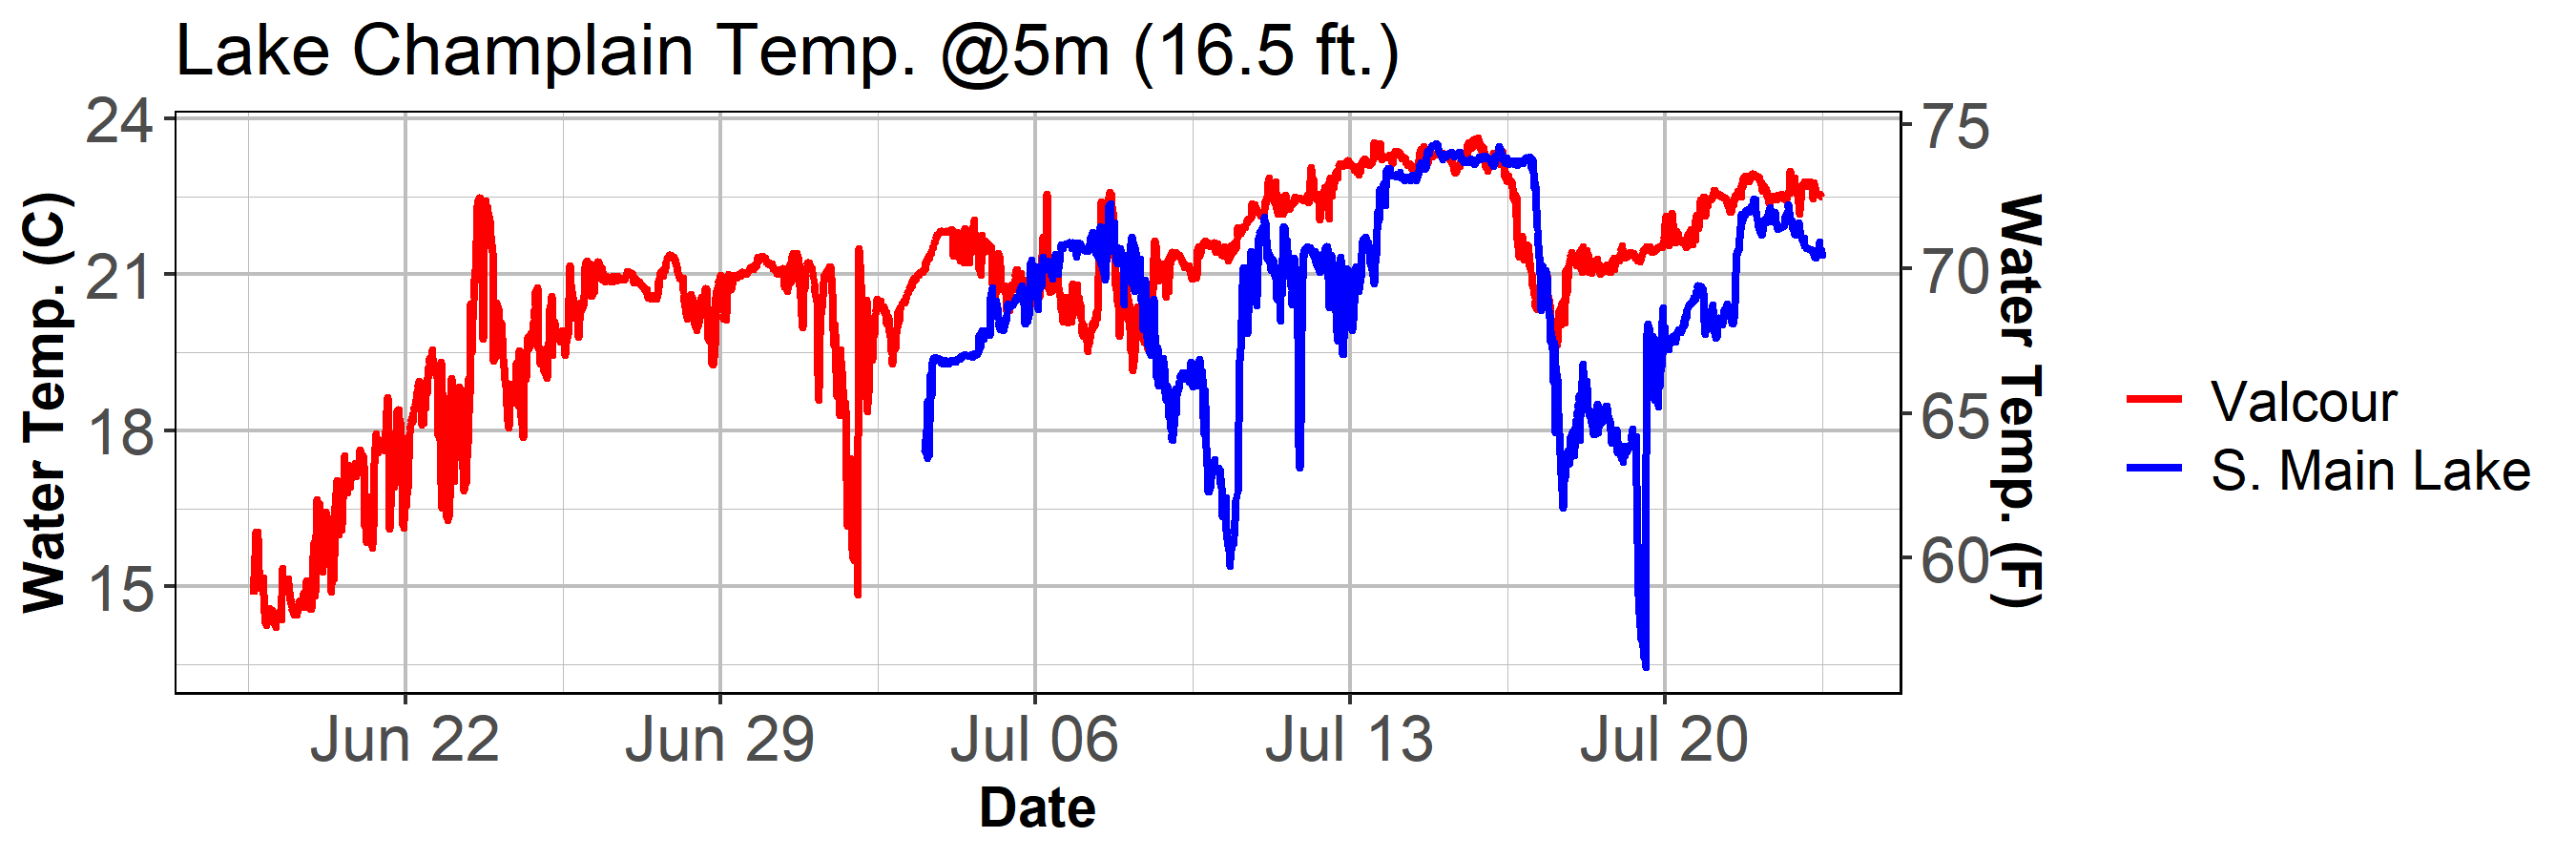 Lake Champlain Temp. @5m (16.5 ft.)
24
21
18
15
Water Temp. (C)
75
70
65
60
Water Temp. (F)
Jun 22
Jun 29
Jul 06
Jul 13
Jul 20
Date
Valcour
S. Main Lake